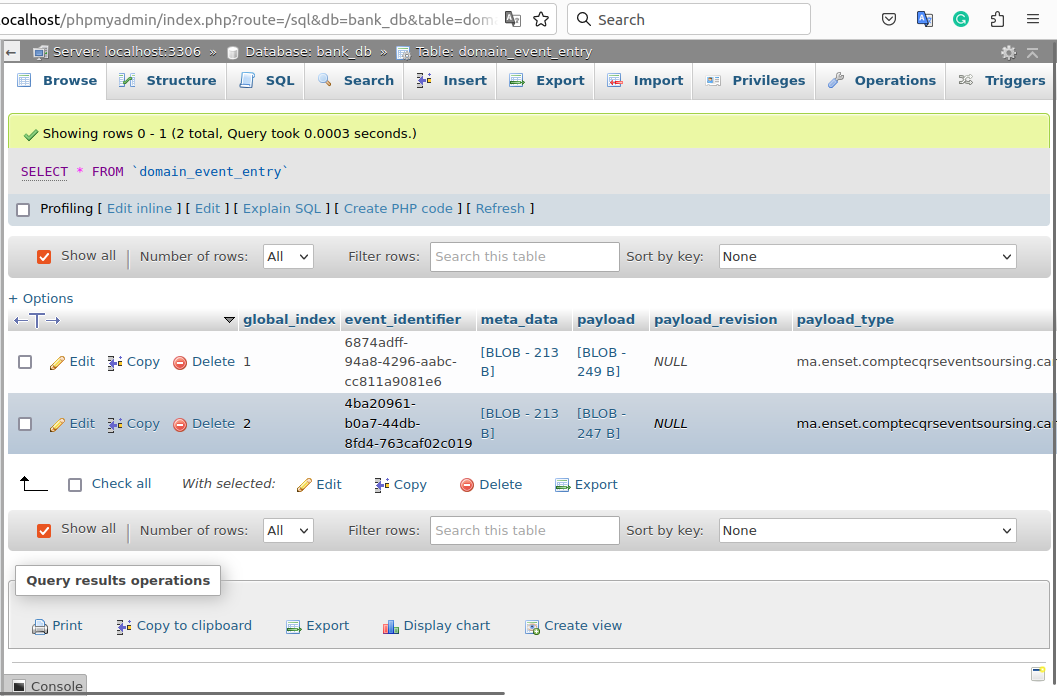 ocalhost/phpmyadmin/index.php?route=/sql&db=bank_db&table=dom
Search
Server: localhost:3306 » Database: bank_db » Table: domain_event_entry
Browse Structure SQL Search Insert Export Import Privileges Operations Triggers
Showing rows 0 - 1 (2 total, Query took 0.0003 seconds.)
SELECT * FROM `domain_event_entry`
Profiling [ Edit inline ] [ Edit ] [ Explain SQL ] [ Create PHP code ] [ Refresh ]
Show all Number of rows: All Filter rows: Search this table Sort by key: None
+ Options
←T→ global_index event_identifier meta_data payload payload_revision payload_type
Edit Copy Delete 1 6874adff-94a8-4296-aabc-cc811a9081e6 [BLOB - 213 B] [BLOB - 249 B] NULL ma.enset.comptecqrseventsoursing.car
Edit Copy Delete 2 4ba20961-b0a7-44db-8fd4-763caf02c019 [BLOB - 213 B] [BLOB - 247 B] NULL ma.enset.comptecqrseventsoursing.car
Check all With selected: Edit Copy Delete Export
Show all Number of rows: All Filter rows: Search this table Sort by key: None
Query results operations
Print Copy to clipboard Export Display chart Create view
Console